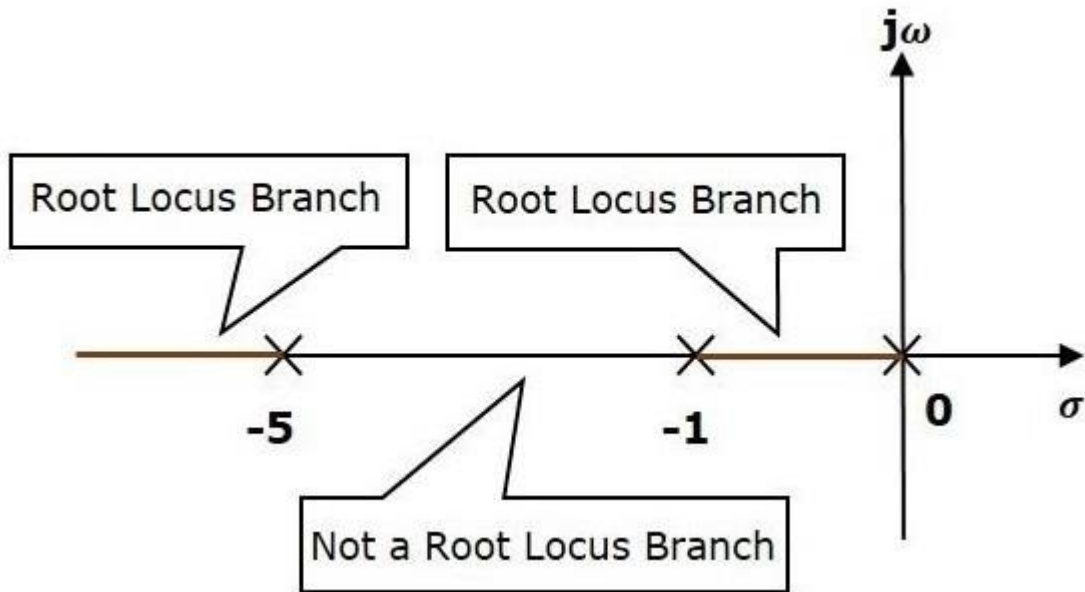 jω
Root Locus Branch
Root Locus Branch
-5
-1
0
σ
Not a Root Locus Branch